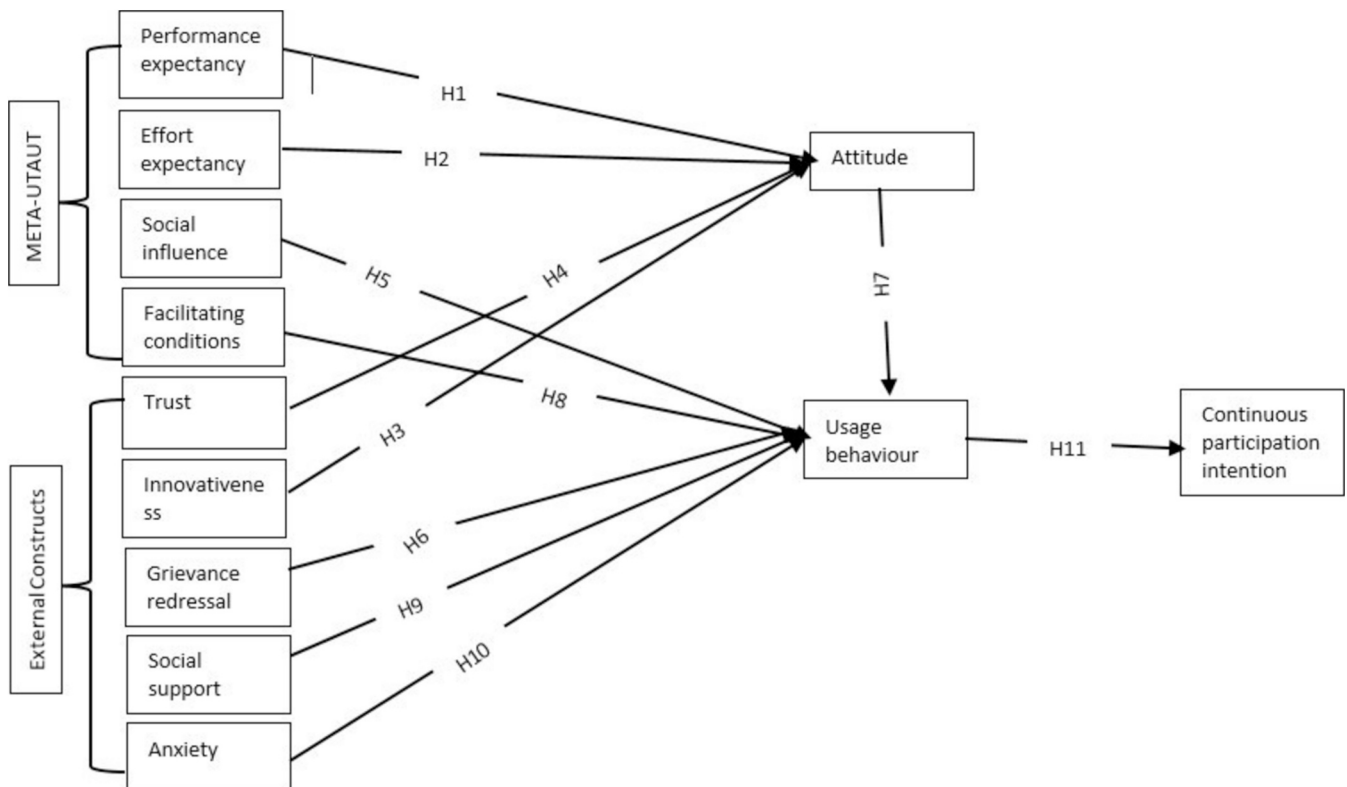 META-UTAUT
Performance
expectancy
Effort
expectancy
Social
influence
Facilitating
conditions
External Constructs
Trust
Innovativene
ss
Grievance
redressal
Social
support
Anxiety
H1
H2
H5
H4
H8
H3
H6
H9
H10
Attitude
H7
Usage
behaviour
H11
Continuous
participation
intention